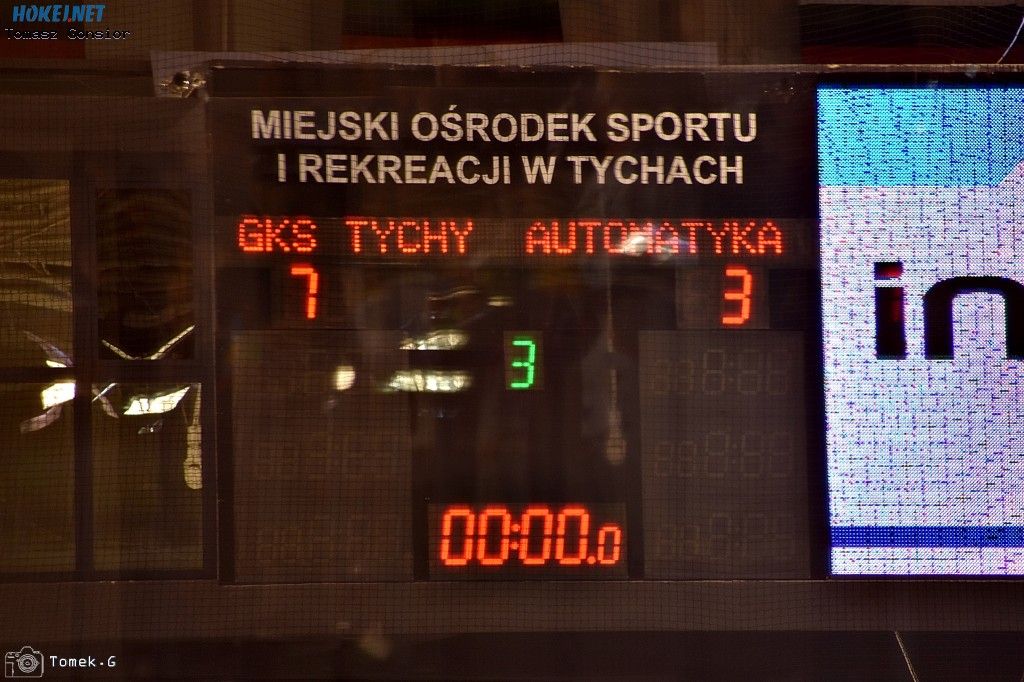 HOKEJ.NET
Tomasz Gonsior
MIEJSKI OŚRODEK SPORTU
I REKREACJI W TYCHACH
GKS TYCHY AUTOMATYKA
7 3
3
00:00.0
in
Tomek.G